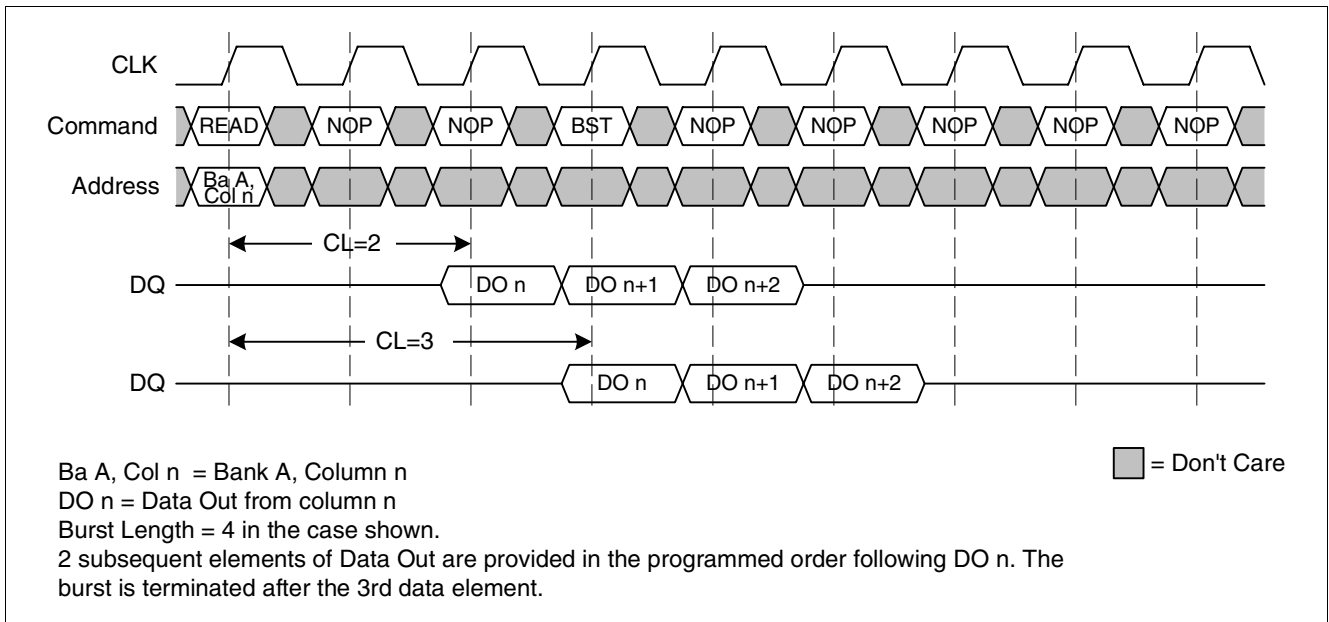 CLK
Command READ NOP NOP BST NOP NOP NOP NOP NOP
Address Ba A,
Col n
CL=2
DQ DO n DO n+1 DO n+2
CL=3
DQ DO n DO n+1 DO n+2
Ba A, Col n = Bank A, Column n
= Don't Care
DO n = Data Out from column n
Burst Length = 4 in the case shown.
2 subsequent elements of Data Out are provided in the programmed order following DO n. The
burst is terminated after the 3rd data element.